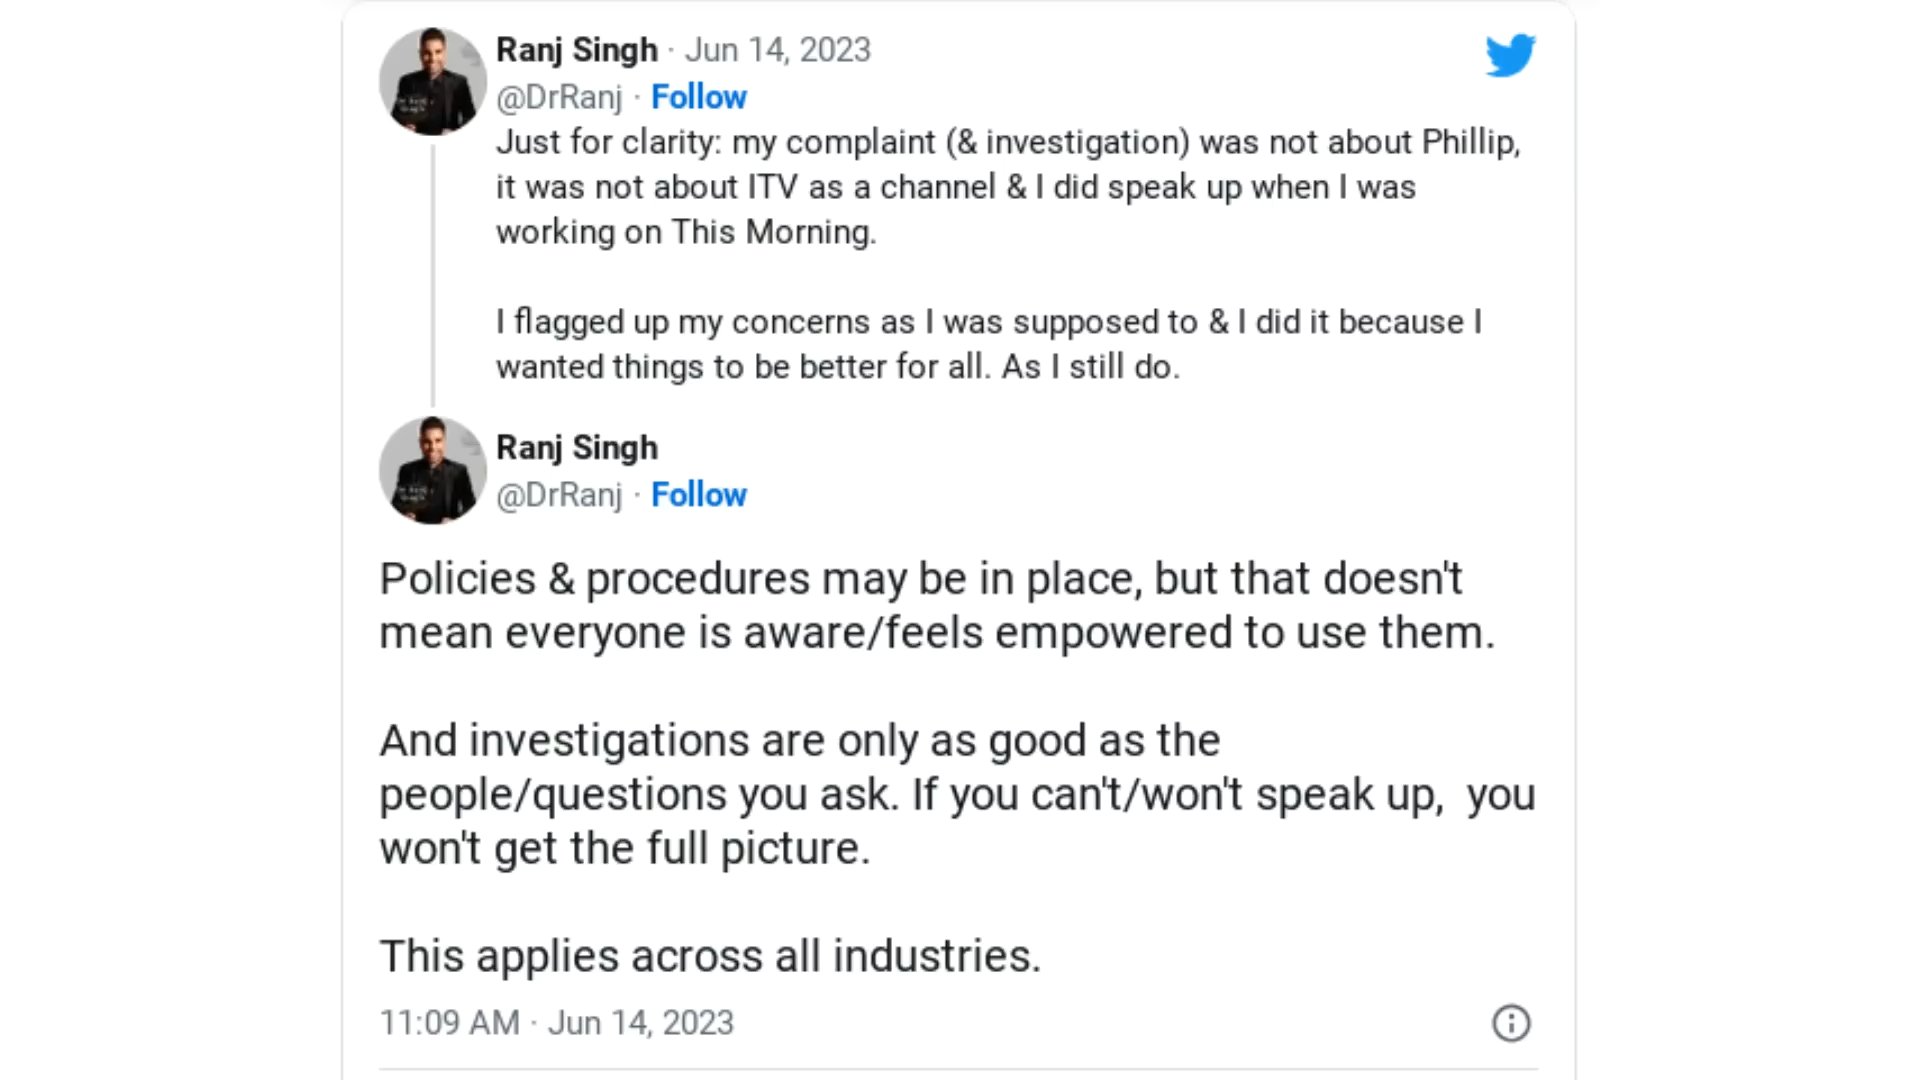 Ranj Singh · Jun 14, 2023
@DrRanj · Follow
Just for clarity: my complaint (& investigation) was not about Phillip,
it was not about ITV as a channel & I did speak up when I was
working on This Morning.
I flagged up my concerns as I was supposed to & I did it because I
wanted things to be better for all. As I still do.
Ranj Singh
@DrRanj · Follow
Policies & procedures may be in place, but that doesn't
mean everyone is aware/feels empowered to use them.
And investigations are only as good as the
people/questions you ask. If you can't/won't speak up,  you
won't get the full picture.
This applies across all industries.
11:09 AM · Jun 14, 2023